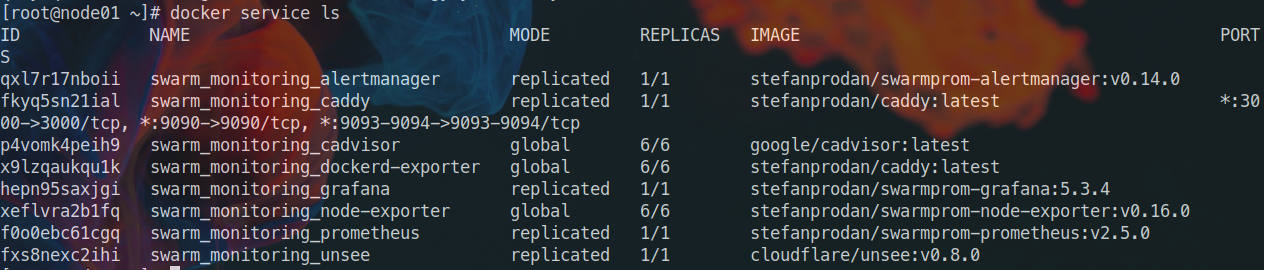 [root@node01 ~]# docker service ls
ID NAME MODE REPLICAS IMAGE PORT
S
qxl7r17nboii swarm_monitoring_alertmanager replicated 1/1 stefanprodan/swarmprom-alertmanager:v0.14.0
fkyq5sn21ial swarm_monitoring_caddy replicated 1/1 stefanprodan/caddy:latest *:30
00->3000/tcp, *:9090->9090/tcp, *:9093-9094->9093-9094/tcp
p4vomk4peih9 swarm_monitoring_cadvisor global 6/6 google/cadvisor:latest
x9lzqaukqu1k swarm_monitoring_dockerd-exporter global 6/6 stefanprodan/caddy:latest
hepn95saxjgi swarm_monitoring_grafana replicated 1/1 stefanprodan/swarmprom-grafana:5.3.4
xeflvra2b1fq swarm_monitoring_node-exporter global 6/6 stefanprodan/swarmprom-node-exporter:v0.16.0
f0o0ebc61cgq swarm_monitoring_prometheus replicated 1/1 stefanprodan/swarmprom-prometheus:v2.5.0
fxs8nexc2ihi swarm_monitoring_unsee replicated 1/1 cloudflare/unsee:v0.8.0